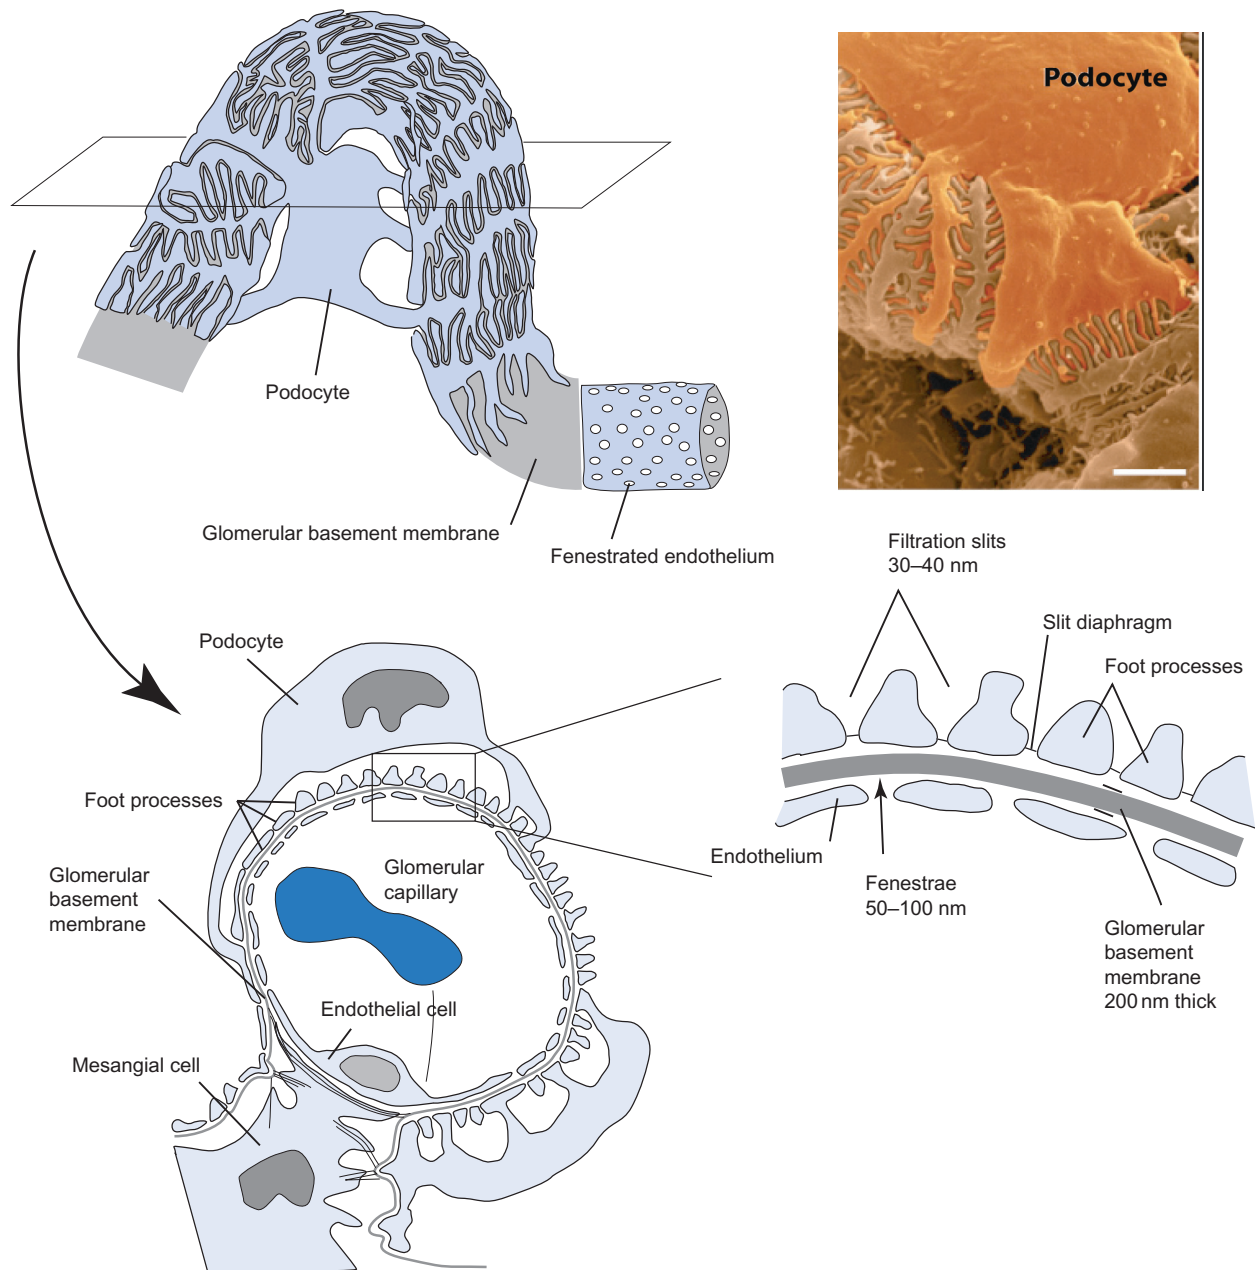 Podocyte
Podocyte
Glomerular basement membrane
Fenestrated endothelium
Filtration slits
30–40 nm
Podocyte
Slit diaphragm
Foot processes
Foot processes
Glomerular
capillary
Endothelium
Glomerular
basement
membrane
Fenestrae
50–100 nm
Glomerular
basement
membrane
200 nm thick
Endothelial cell
Mesangial cell